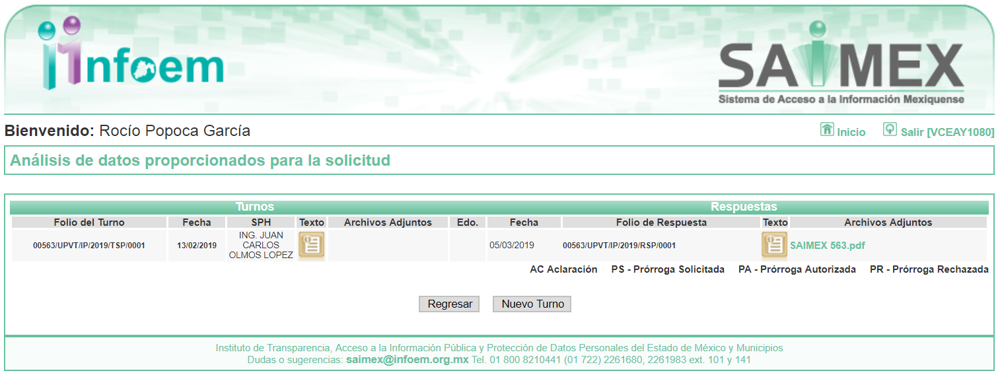 infoem
SAIMEX
Sistema de Acceso a la Información Mexiquense
Bienvenido: Rocío Popoca García
Inicio Salir [VCEAY1080]
Análisis de datos proporcionados para la solicitud
Turnos Respuestas
Folio del Turno Fecha SPH Texto Archivos Adjuntos Edo. Fecha Folio de Respuesta Texto Archivos Adjuntos
00563/UPVT/IP/2019/TSP/0001 13/02/2019 ING. JUAN
CARLOS
OLMOS LOPEZ
05/03/2019 00563/UPVT/IP/2019/RSP/0001 SAIMEX 563.pdf
AC Aclaración PS - Prórroga Solicitada PA - Prórroga Autorizada PR - Prórroga Rechazada
Regresar Nuevo Turno
Instituto de Transparencia, Acceso a la Información Pública y Protección de Datos Personales del Estado de México y Municipios
Dudas o sugerencias: saimex@infoem.org.mx Tel. 01 800 8210441 (01 722) 2261680, 2261983 ext. 101 y 141